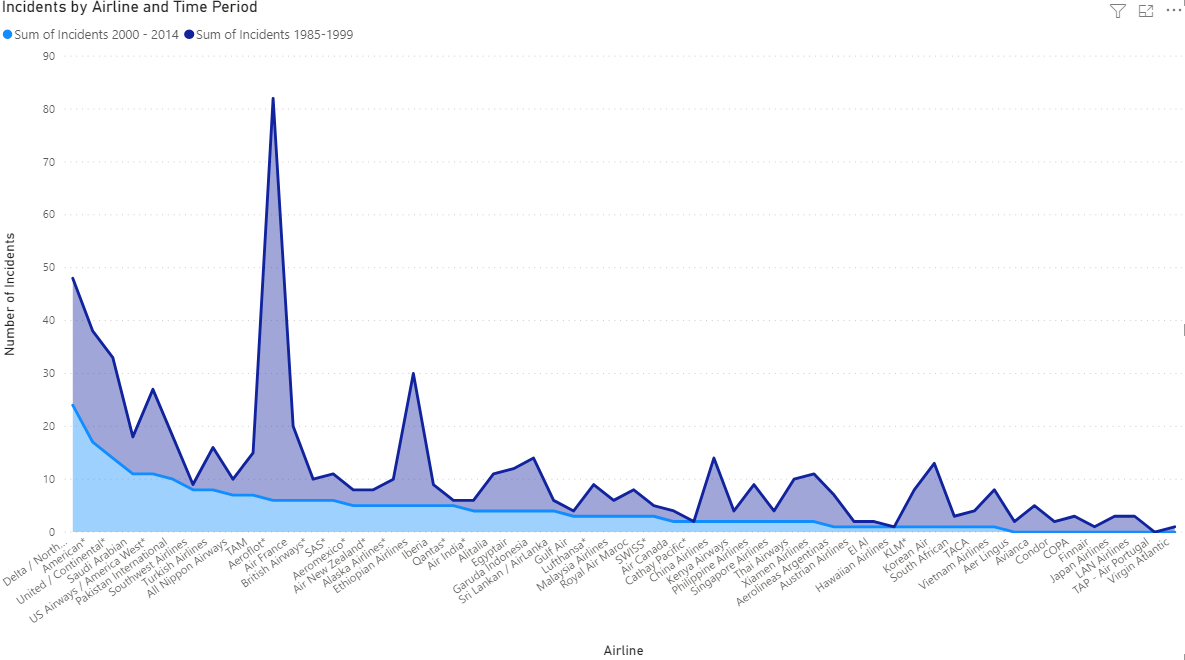 Incidents by Airline and Time Period
Sum of Incidents 2000 - 2014 Sum of Incidents 1985-1999
90
80
70
60
50
40
30
20
10
0
Number of Incidents
Delta / North...
American*
United / Continental*
Saudi Arabian
US Airways / America West*
Pakistan International
Southwest Airlines
Turkish Airlines
All Nippon Airways
TAM
Aeroflot*
Air France
British Airways*
SAS*
Aeromexico*
Air New Zealand*
Alaska Airlines*
Ethiopian Airlines
Iberia
Qantas*
Air India*
Alitalia
Egyptair
Garuda Indonesia
Sri Lankan / AirLanka
Gulf Air
Lufthansa*
Malaysia Airlines
Royal Air Maroc
SWISS*
Air Canada
Cathay Pacific*
China Airlines
Kenya Airways
Philippine Airlines
Singapore Airlines
Thai Airways
Xiamen Airlines
Aerolineas Argentinas
Austrian Airlines
El Al
Hawaiian Airlines
KLM*
Korean Air
South African
TACA
Vietnam Airlines
Aer Lingus
Avianca
Condor
COPA
Finnair
Japan Airlines
LAN Airlines
TAP - Air Portugal
Virgin Atlantic
Airline